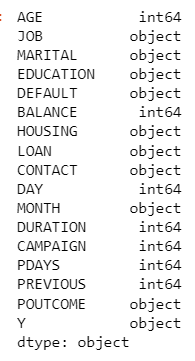 AGE int64
JOB object
MARITAL object
EDUCATION object
DEFAULT object
BALANCE int64
HOUSING object
LOAN object
CONTACT object
DAY int64
MONTH object
DURATION int64
CAMPAIGN int64
PDAYS int64
PREVIOUS int64
POUTCOME object
Y object
dtype: object